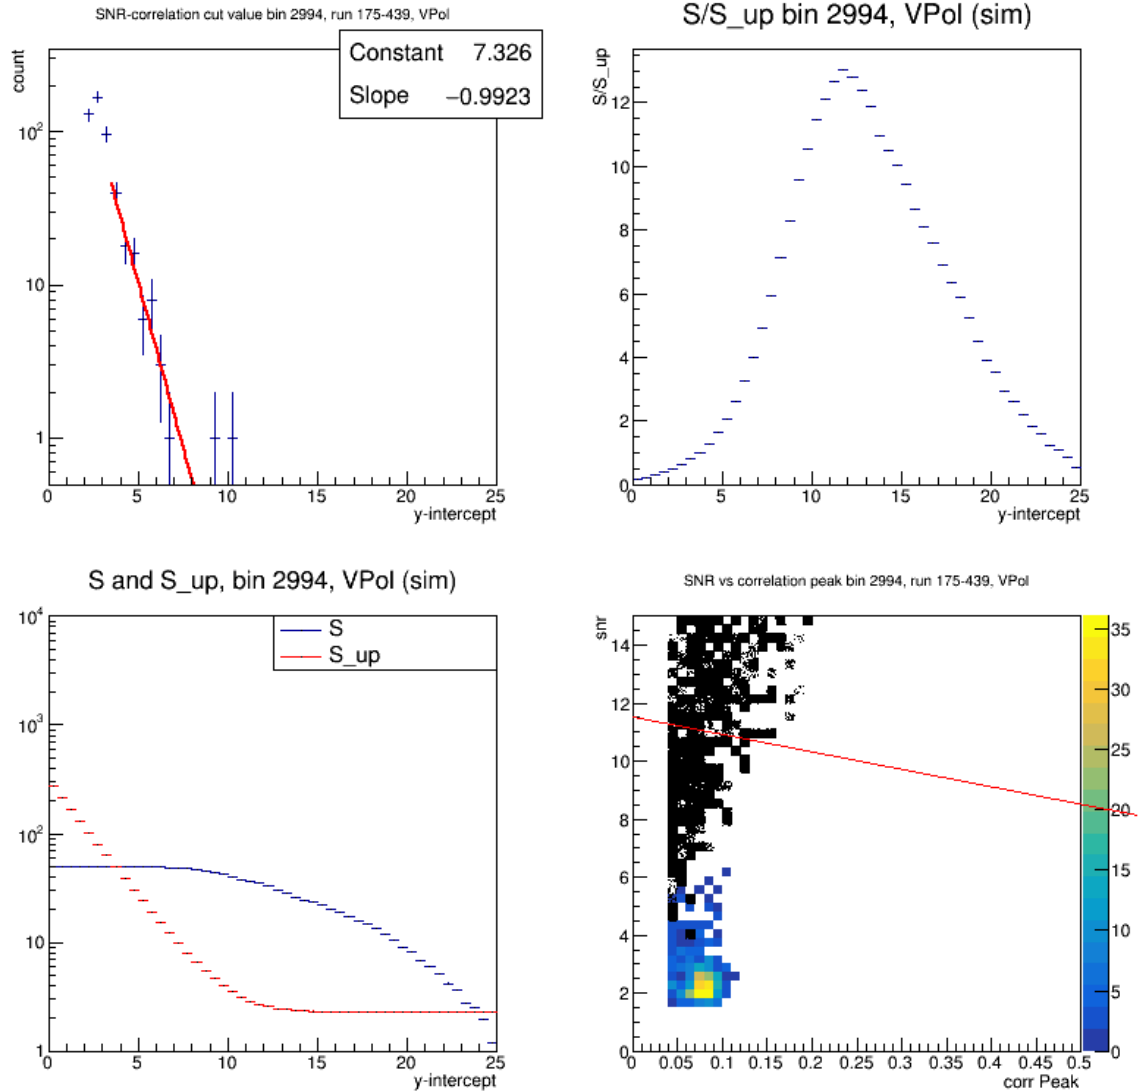 SNR-correlation cut value bin 2994, run 175-439, VPol
count
Constant 7.326
Slope −0.9923
10²
10
1
0 5 10 15 20 25
y-intercept
S/S_up bin 2994, VPol (sim)
S/S_up
12
10
8
6
4
2
0
0 5 10 15 20 25
y-intercept
S and S_up, bin 2994, VPol (sim)
S
S_up
10⁴
10³
10²
10
1
0 5 10 15 20 25
y-intercept
SNR vs correlation peak bin 2994, run 175-439, VPol
snr
14
12
10
8
6
4
2
0
0 0.05 0.1 0.15 0.2 0.25 0.3 0.35 0.4 0.45 0.5
corr Peak
35
30
25
20
15
10
5
0